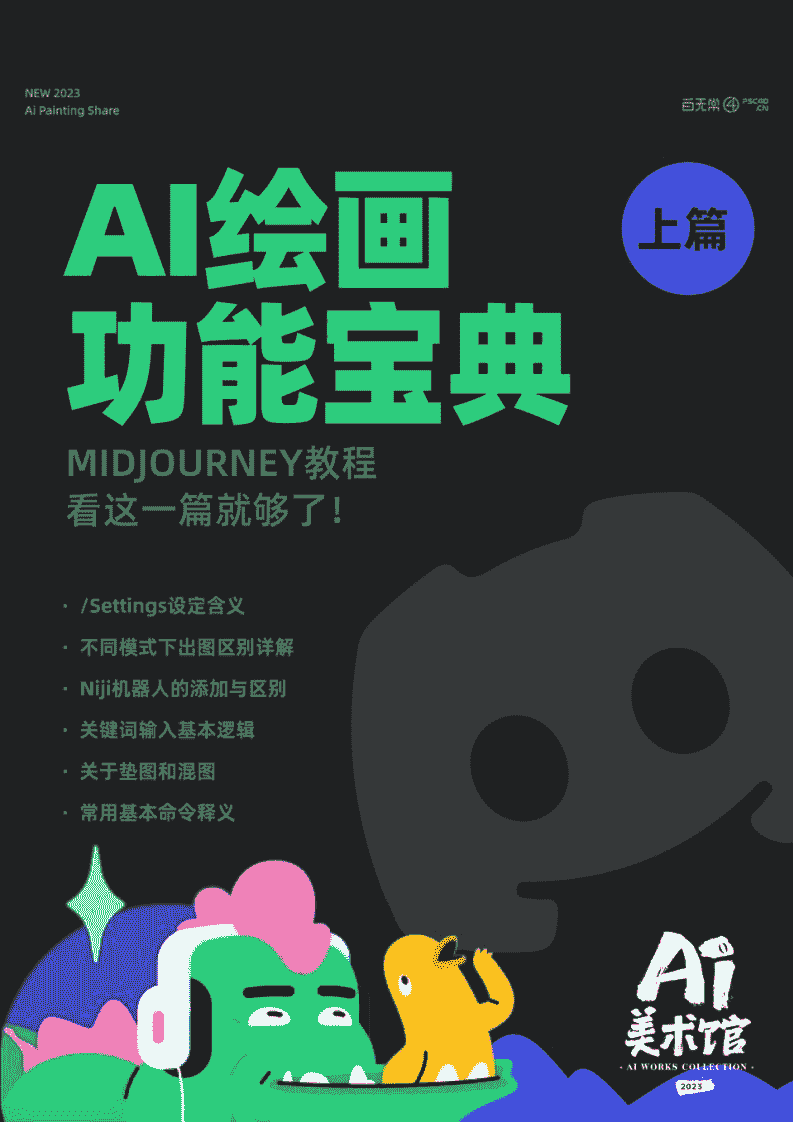 NEW 2023
Ai Painting Share
百无常④ PSC4D
.CN
AI绘画
功能宝典
上篇
MIDJOURNEY教程
看这一篇就够了!
· /Settings设定含义
· 不同模式下出图区别详解
· Niji机器人的添加与区别
· 关键词输入基本逻辑
· 关于垫图和混图
· 常用基本命令释义
Ai
美术馆
· AI WORKS COLLECTION ·
2023